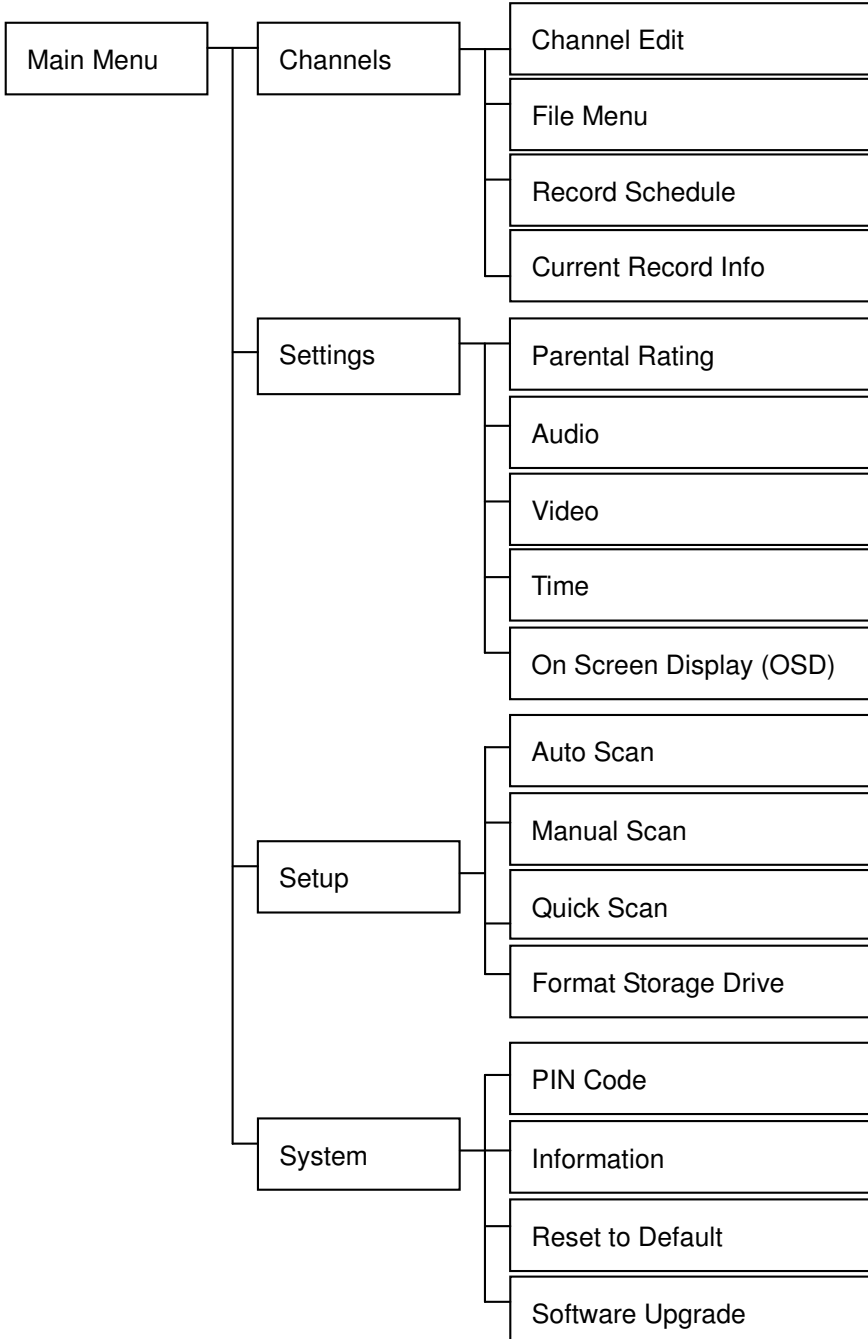 Main Menu
Channels
Channel Edit
File Menu
Record Schedule
Current Record Info
Settings
Parental Rating
Audio
Video
Time
On Screen Display (OSD)
Setup
Auto Scan
Manual Scan
Quick Scan
Format Storage Drive
System
PIN Code
Information
Reset to Default
Software Upgrade